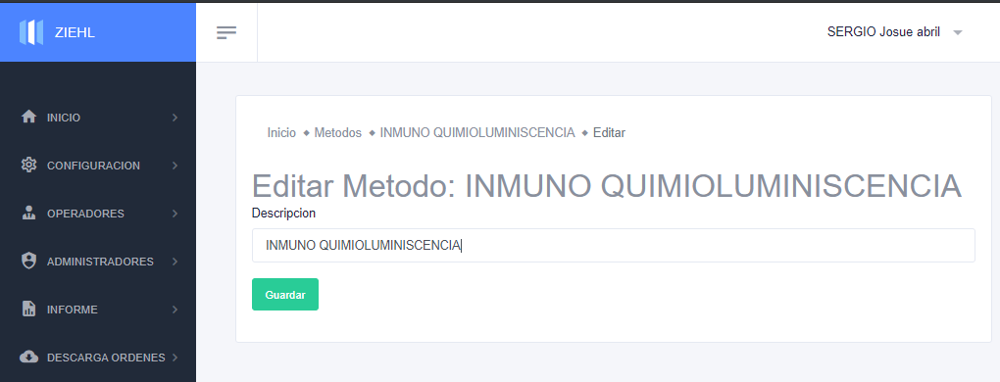 ZIEHL
SERGIO Josue abril
INICIO
CONFIGURACION
OPERADORES
ADMINISTRADORES
INFORME
DESCARGA ORDENES
Inicio Metodos INMUNO QUIMIOLUMINISCENCIA Editar
Editar Metodo: INMUNO QUIMIOLUMINISCENCIA
Descripcion
INMUNO QUIMIOLUMINISCENCIA
Guardar